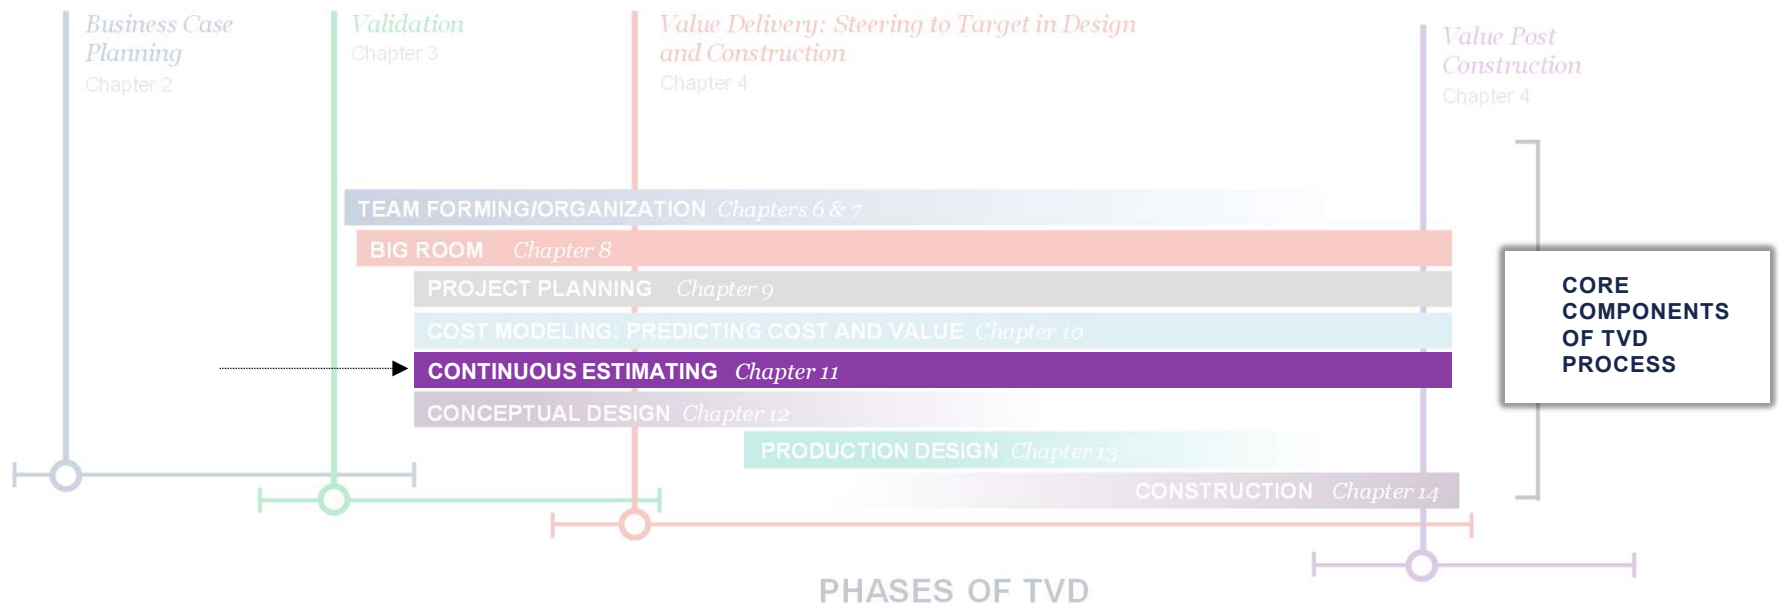 Business Case
Planning
Chapter 2
Validation
Chapter 3
Value Delivery: Steering to Target in Design
and Construction
Chapter 4
Value Post
Construction
Chapter 4
TEAM FORMING/ORGANIZATION Chapters 6 & 7
BIG ROOM Chapter 8
PROJECT PLANNING Chapter 9
COST MODELING: PREDICTING COST AND VALUE Chapter 10
CONTINUOUS ESTIMATING Chapter 11
CONCEPTUAL DESIGN Chapter 12
PRODUCTION DESIGN Chapter 13
CONSTRUCTION Chapter 14
CORE
COMPONENTS
OF TVD
PROCESS
PHASES OF TVD